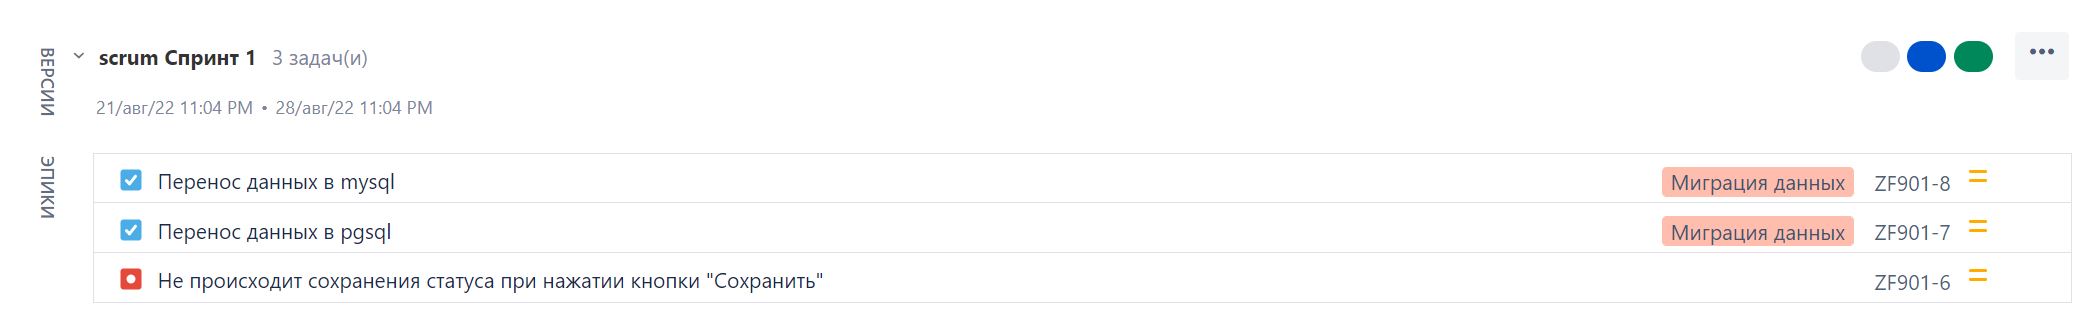 ВЕРСИИ
ЭПИКИ
scrum Спринт 1 3 задач(и)
21/авг/22 11:04 PM • 28/авг/22 11:04 PM
Перенос данных в mysql Миграция данных ZF901-8
Перенос данных в pgsql Миграция данных ZF901-7
Не происходит сохранения статуса при нажатии кнопки "Сохранить" ZF901-6